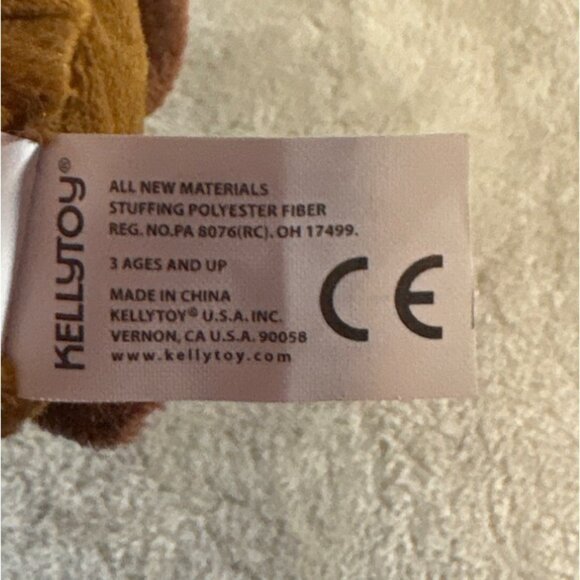 KELLYTOY®
ALL NEW MATERIALS
STUFFING POLYESTER FIBER
REG. NO.PA 8076(RC). OH 17499.
3 AGES AND UP
MADE IN CHINA
KELLYTOY® U.S.A. INC.
VERNON, CA U.S.A. 90058
www.kellytoy.com
CE